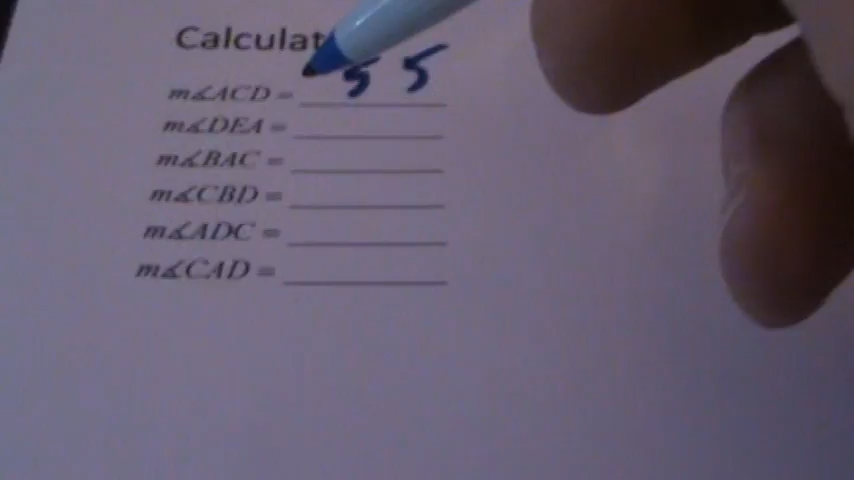 Calculat
m∡ACD = 55
m∡DEA =
m∡BAC =
m∡CBD =
m∡ADC =
m∡CAD =